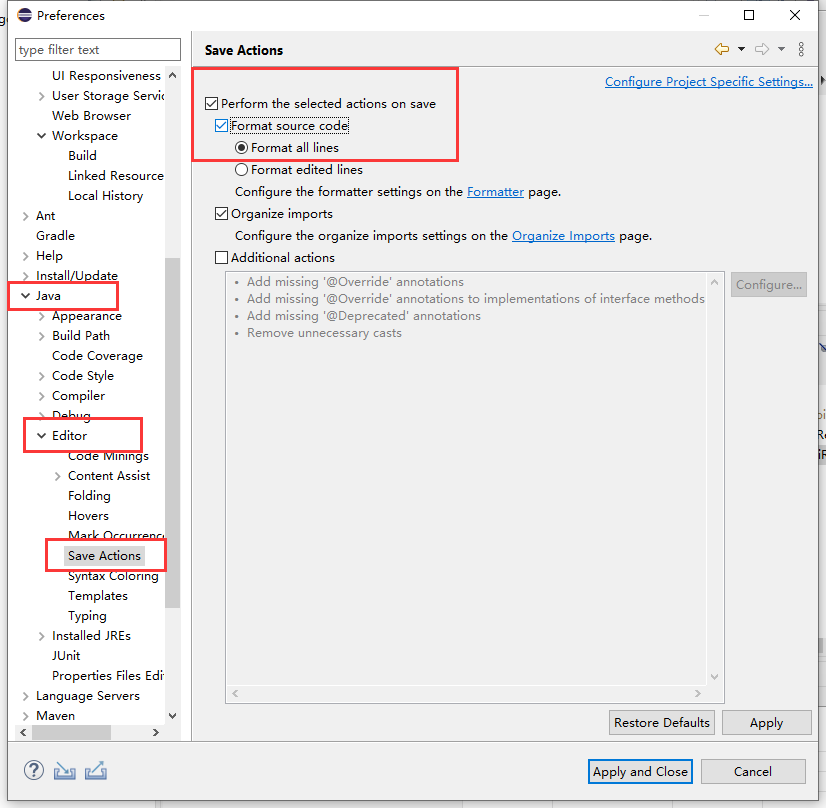 Preferences
type filter text
UI Responsiveness
User Storage Servic
Web Browser
Workspace
Build
Linked Resource
Local History
Ant
Gradle
Help
Install/Update
Java
Appearance
Build Path
Code Coverage
Code Style
Compiler
Debug
Editor
Code Minings
Content Assist
Folding
Hovers
Mark Occurrenc
Save Actions
Syntax Coloring
Templates
Typing
Installed JREs
JUnit
Properties Files Edi
Language Servers
Maven
Save Actions
Configure Project Specific Settings...
Perform the selected actions on save
Format source code
Format all lines
Format edited lines
Configure the formatter settings on the Formatter page.
Organize imports
Configure the organize imports settings on the Organize Imports page.
Additional actions
Add missing '@Override' annotations
Add missing '@Override' annotations to implementations of interface methods
Add missing '@Deprecated' annotations
Remove unnecessary casts
Configure...
Restore Defaults
Apply
Apply and Close
Cancel